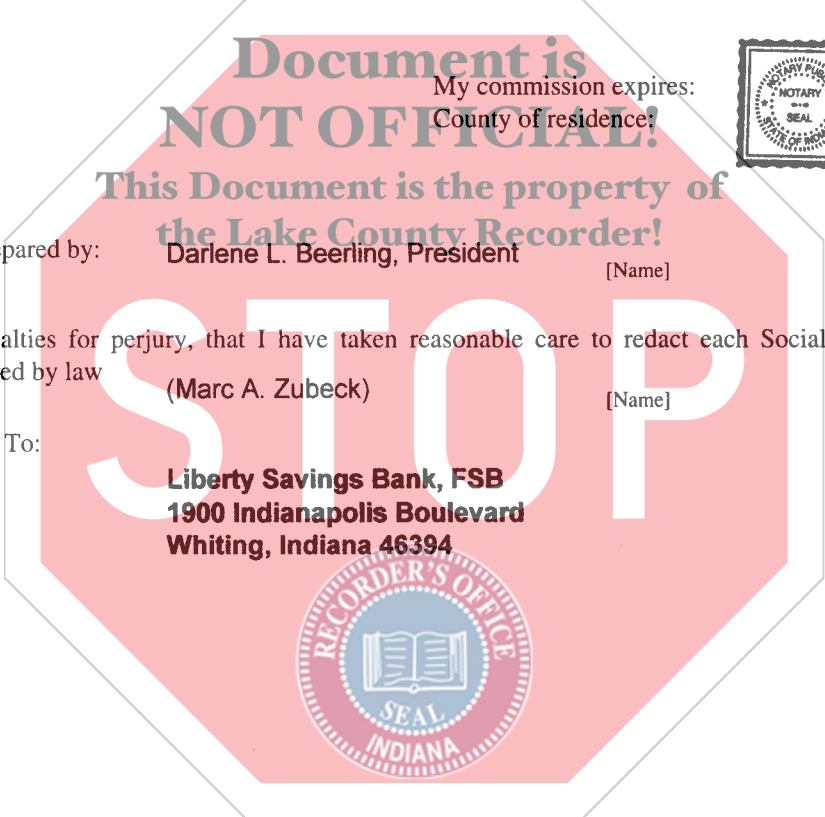 Document is
My commission expires:
NOT OFFICIAL!
County of residence:
NOTARY
SEAL
This Document is the property of
the Lake County Recorder!
pared by: Darlene L. Beerling, President
[Name]
alties for perjury, that I have taken reasonable care to redact each Social
ed by law
(Marc A. Zubeck) [Name]
To:
STOP
Liberty Savings Bank, FSB
1900 Indianapolis Boulevard
Whiting, Indiana 46394
RECORDER'S OFFICE
SEAL
INDIANA